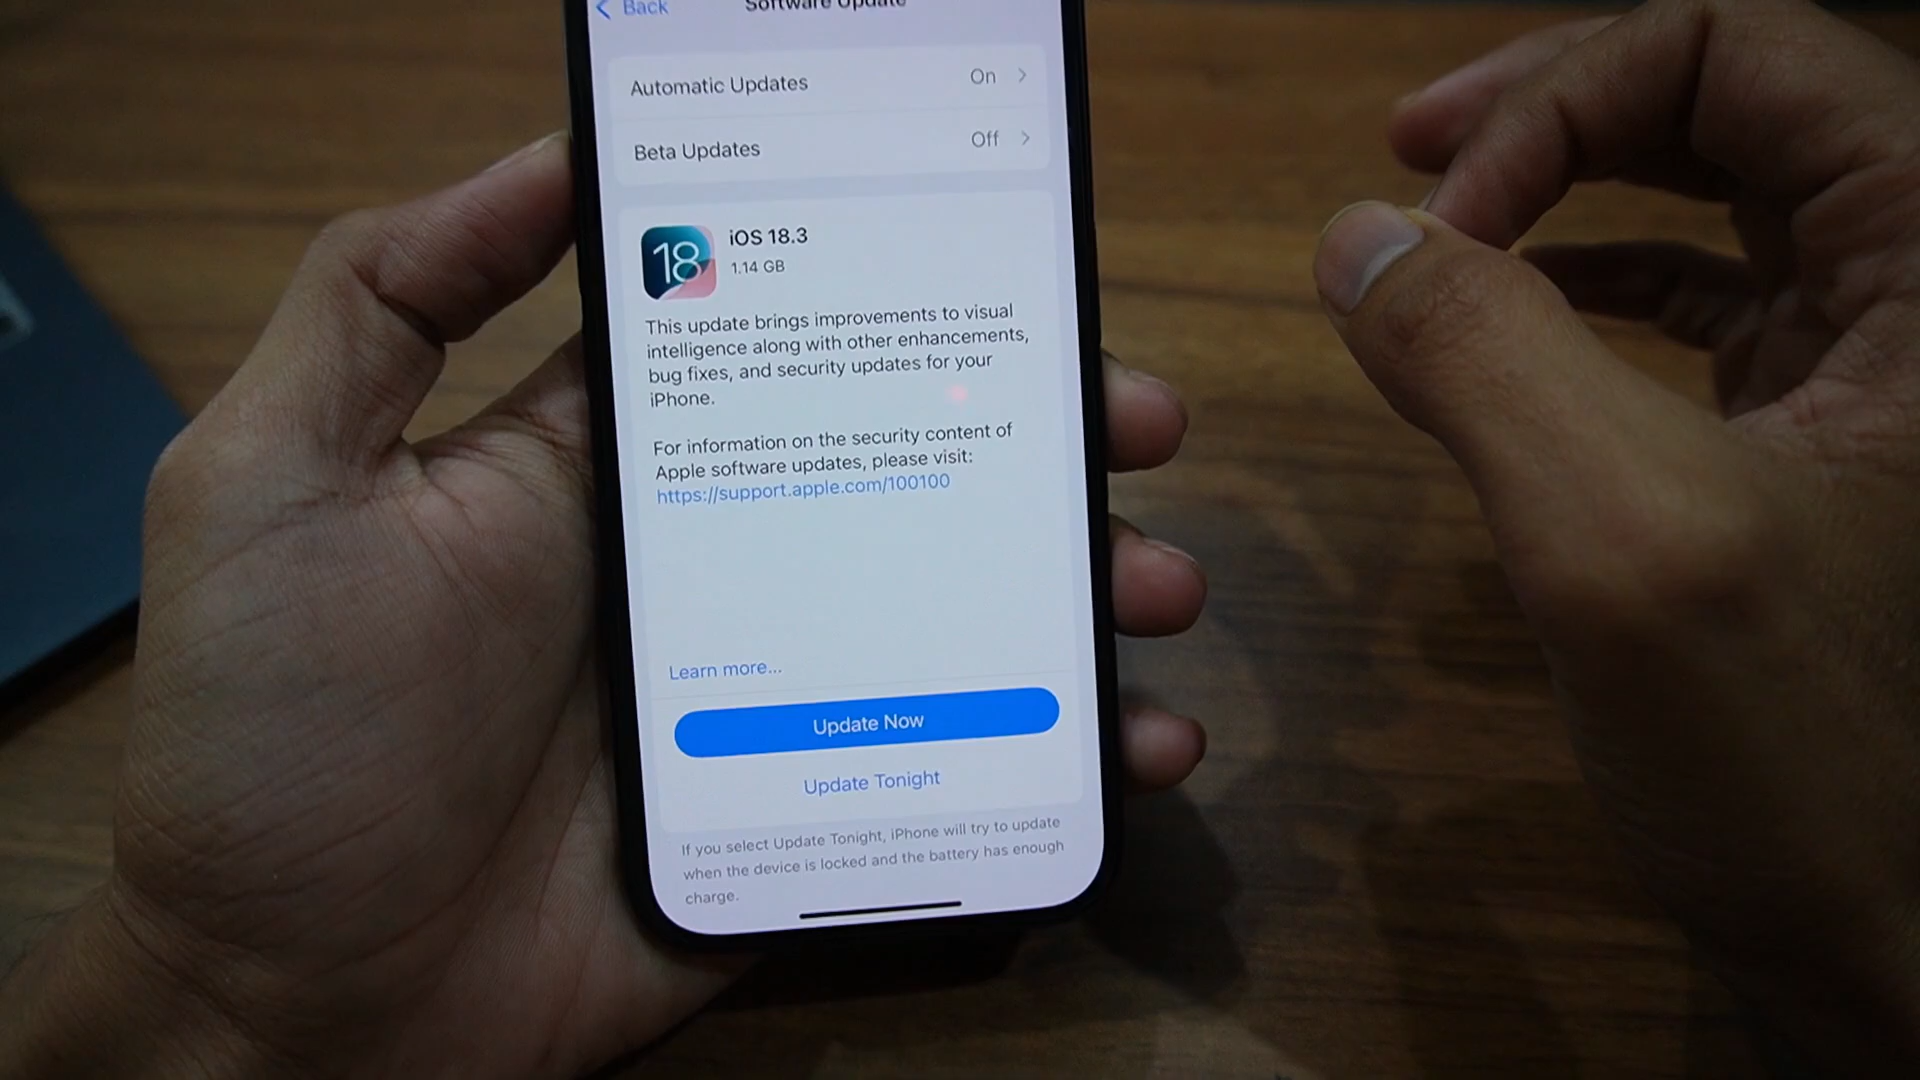 Back
Software Update
Automatic Updates On
Beta Updates Off
18
iOS 18.3
1.14 GB
This update brings improvements to visual
intelligence along with other enhancements,
bug fixes, and security updates for your
iPhone.
For information on the security content of
Apple software updates, please visit:
https://support.apple.com/100100
Learn more...
Update Now
Update Tonight
If you select Update Tonight, iPhone will try to update
when the device is locked and the battery has enough
charge.